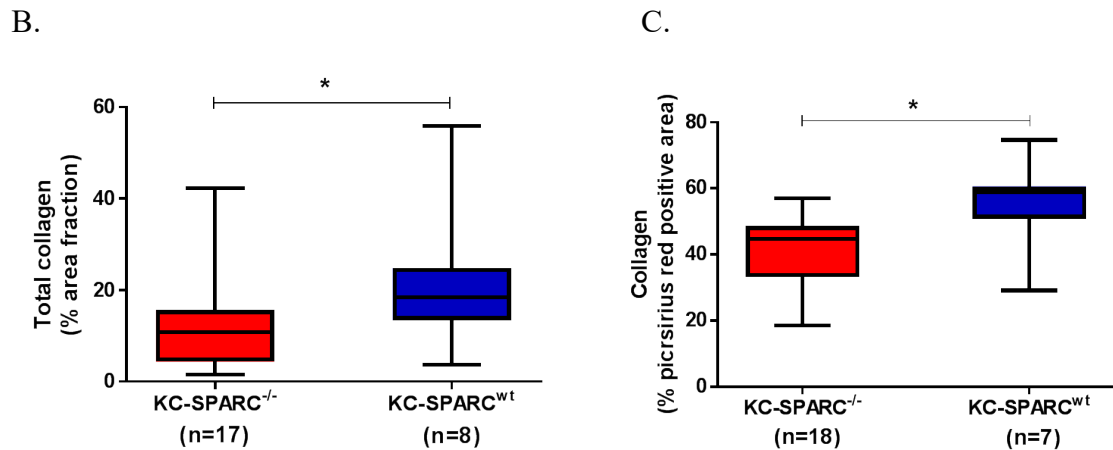 B.
C.
*
60
40
20
0
Total collagen
(% area fraction)
KC-SPARC-/-
KC-SPARCwt
(n=17)
(n=8)
*
80
60
40
20
0
Collagen
(% picrsirius red positive area)
KC-SPARC-/-
KC-SPARCwt
(n=18)
(n=7)